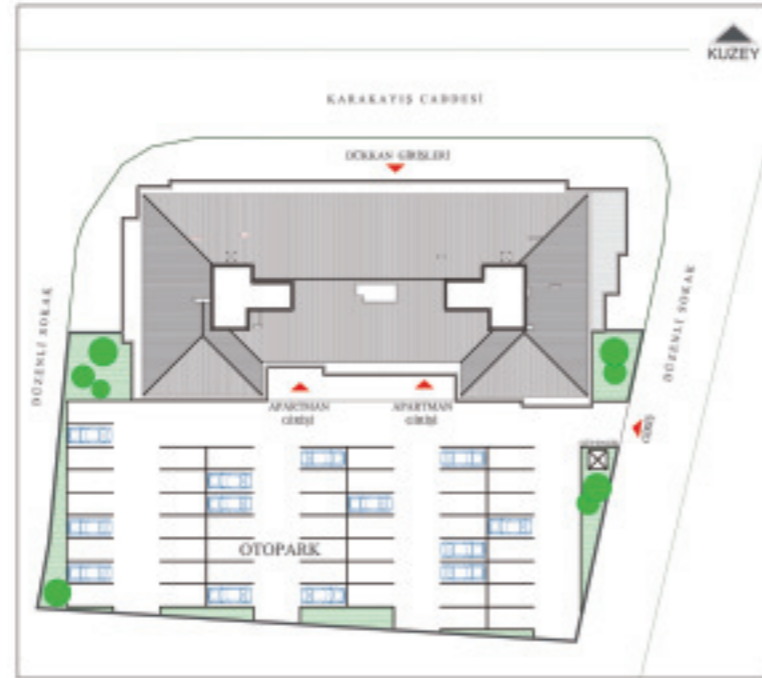 KUZEY
KARAKAYIŞ CADDESİ
DÜKKAN GİRİŞLERİ
DÜZENLİ SOKAK
DÜZENLİ SOKAK
APARTMAN
GİRİŞİ
APARTMAN
GİRİŞİ
GİRİŞ
OTOPARK